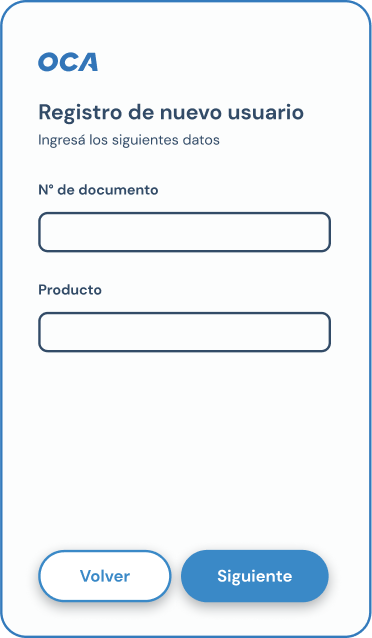 OCA
Registro de nuevo usuario
Ingresá los siguientes datos
N° de documento
Producto
Volver
Siguiente